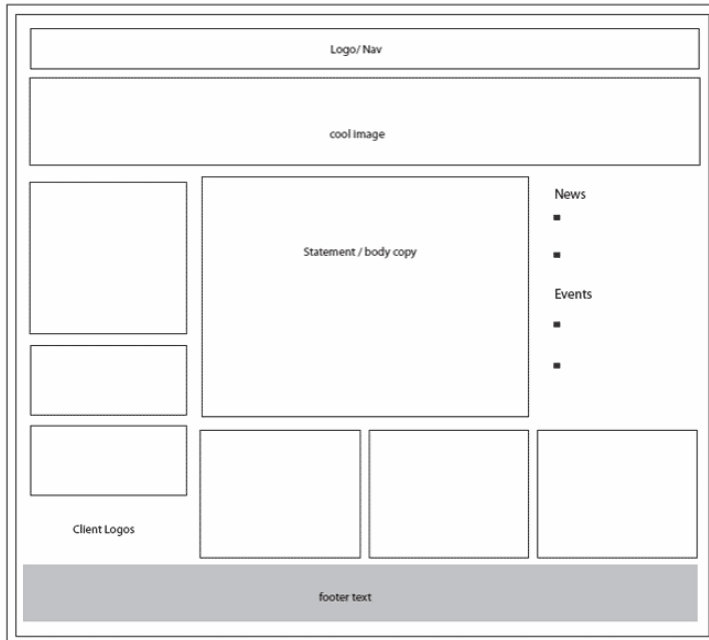 Logo/ Nav
cool image
Statement / body copy
News
Events
Client Logos
footer text